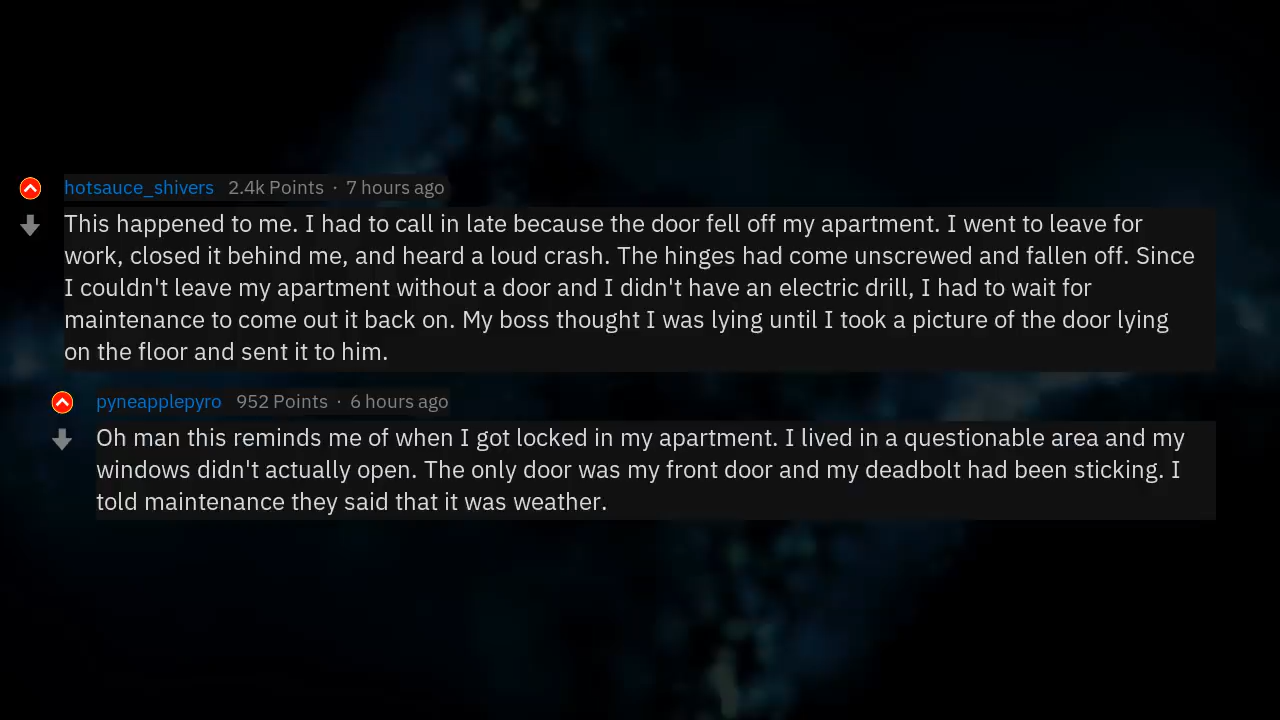 hotsauce_shivers 2.4k Points · 7 hours ago
This happened to me. I had to call in late because the door fell off my apartment. I went to leave for
work, closed it behind me, and heard a loud crash. The hinges had come unscrewed and fallen off. Since
I couldn't leave my apartment without a door and I didn't have an electric drill, I had to wait for
maintenance to come out it back on. My boss thought I was lying until I took a picture of the door lying
on the floor and sent it to him.
pyneapplepyro 952 Points · 6 hours ago
Oh man this reminds me of when I got locked in my apartment. I lived in a questionable area and my
windows didn't actually open. The only door was my front door and my deadbolt had been sticking. I
told maintenance they said that it was weather.